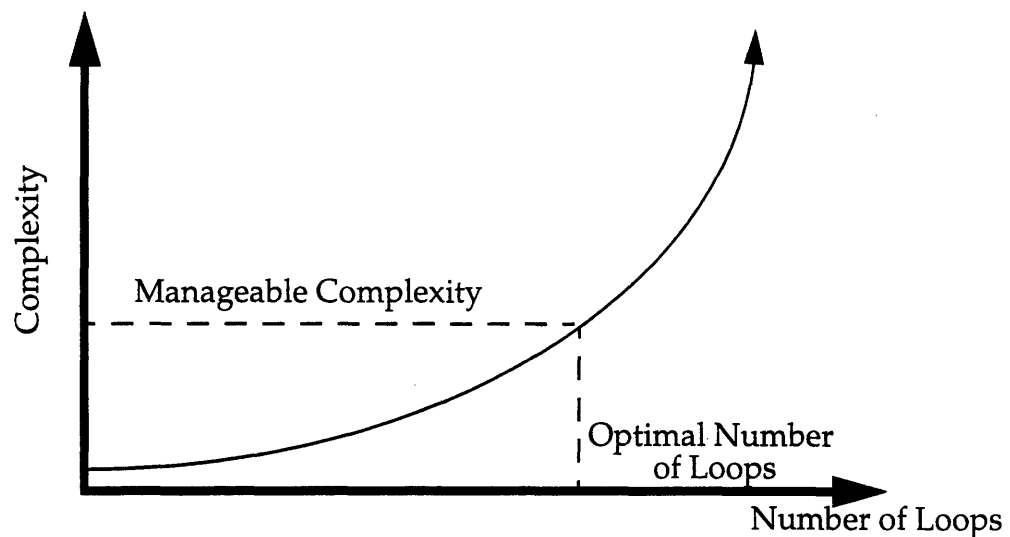 Complexity
Manageable Complexity
Optimal Number
of Loops
Number of Loops